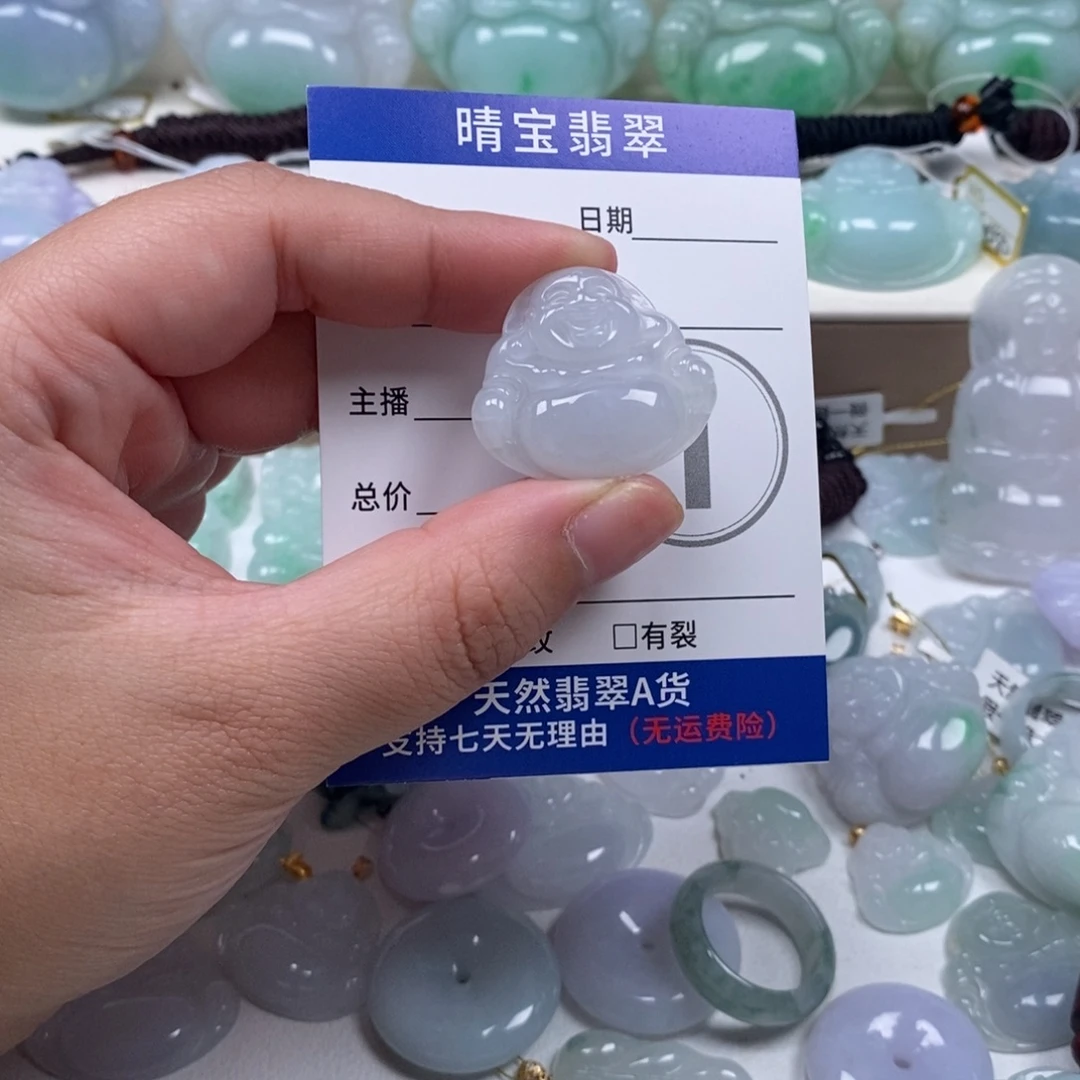 晴宝翡翠
日期
主播
总价
□有裂
天然翡翠A货
支持七天无理由（无运费险）